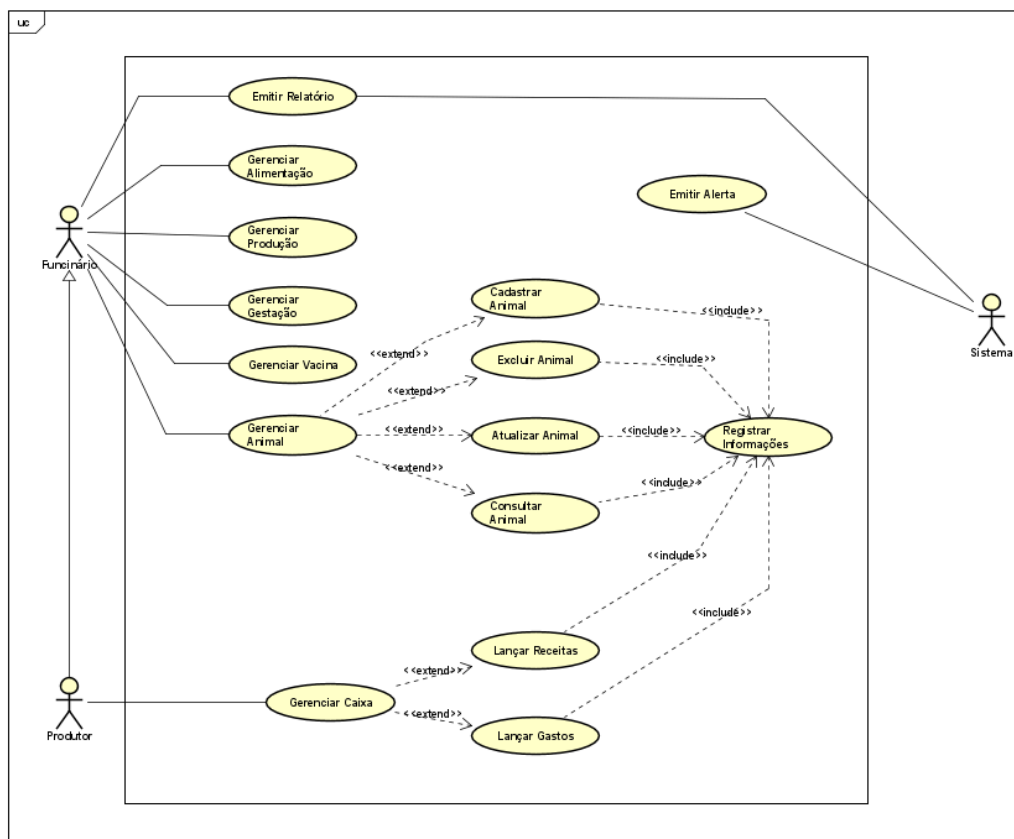 uc
Emitir Relatório
Gerenciar
Alimentação
Emitir Alerta
Gerenciar
Produção
Funcinário
Cadastrar
Animal
Gerenciar
Gestação
<<include>>
Sistema
<<extend>>
Excluir Animal
<<include>>
Gerenciar Vacina
<<extend>>
Gerenciar
Animal
<<extend>>
Atualizar Animal
<<include>>
Registrar
Informações
<<extend>>
Consultar
Animal
<<include>>
<<include>>
<<include>>
Lançar Receitas
<<extend>>
Produtor
Gerenciar Caixa
<<extend>>
Lançar Gastos